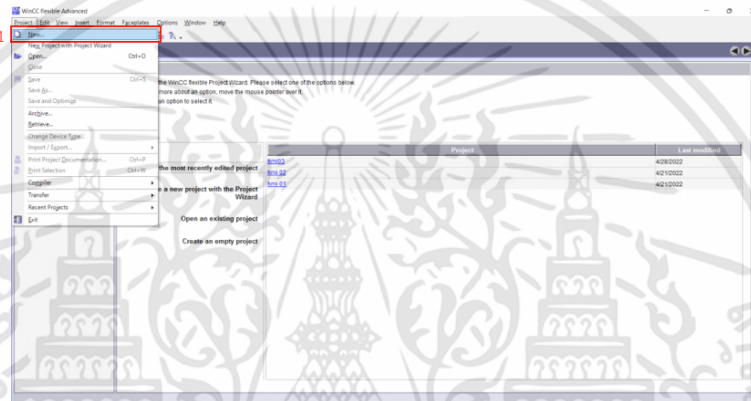 WinCC flexible Advanced
Project Edit View Insert Format Faceplates Options Window Help
1
New...
New Project with Project Wizard
Open... Ctrl+O
Close
Save Ctrl+S
Save As...
Save and Optimize
Archive...
Retrieve...
Change Device Type...
Import / Export...
Print Project Documentation... Ctrl+P
Print Selection Ctrl+W
Compiler
Transfer
Recent Projects
Exit
the WinCC flexible Project Wizard. Please select one of the options below.
more about an option, move the mouse pointer over it.
an option to select it.
Project Last modified
the most recently edited project
e a new project with the Project Wizard
Open an existing project
Create an empty project
hmi03 4/28/2022
hmi 02 4/21/2022
hmi 01 4/21/2022